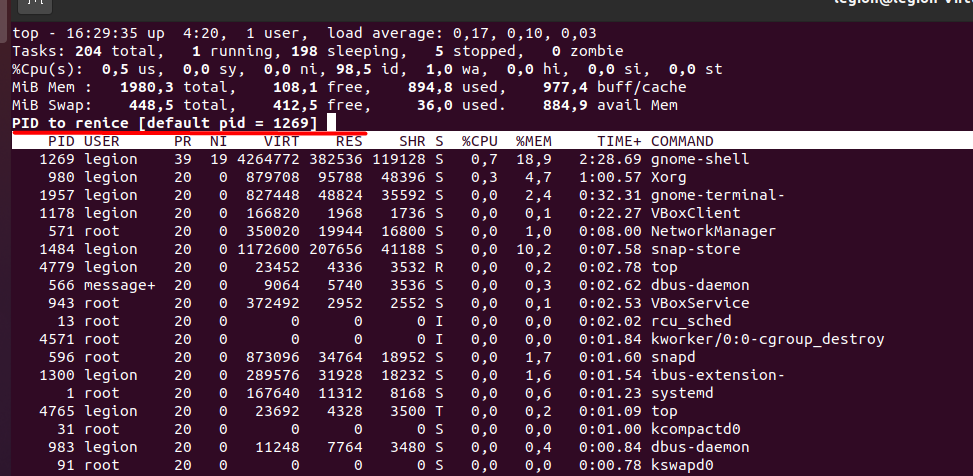 top - 16:29:35 up  4:20,  1 user,  load average: 0,17, 0,10, 0,03
Tasks: 204 total,   1 running, 198 sleeping,   5 stopped,   0 zombie
%Cpu(s):  0,5 us,  0,0 sy,  0,0 ni, 98,5 id,  1,0 wa,  0,0 hi,  0,0 si,  0,0 st
MiB Mem :   1980,3 total,    108,1 free,    894,8 used,    977,4 buff/cache
MiB Swap:    448,5 total,    412,5 free,     36,0 used.    884,9 avail Mem
PID to renice [default pid = 1269]
PID USER      PR  NI    VIRT    RES    SHR S  %CPU  %MEM     TIME+ COMMAND
1269 legion    39  19 4264772 382536 119128 S   0,7  18,9   2:28.69 gnome-shell
980 legion    20   0  879708  95788  48396 S   0,3   4,7   1:00.57 Xorg
1957 legion    20   0  827448  48824  35592 S   0,0   2,4   0:32.31 gnome-terminal-
1178 legion    20   0  166820   1968   1736 S   0,0   0,1   0:22.27 VBoxClient
571 root      20   0  350020  19944  16800 S   0,0   1,0   0:08.00 NetworkManager
1484 legion    20   0 1172600 207656  41188 S   0,0  10,2   0:07.58 snap-store
4779 legion    20   0   23452   4336   3532 R   0,0   0,2   0:02.78 top
566 message+  20   0    9064   5740   3536 S   0,0   0,3   0:02.62 dbus-daemon
943 root      20   0  372492   2952   2552 S   0,0   0,1   0:02.53 VBoxService
13 root      20   0       0      0      0 I   0,0   0,0   0:02.02 rcu_sched
4571 root      20   0       0      0      0 I   0,0   0,0   0:01.84 kworker/0:0-cgroup_destroy
596 root      20   0  873096  34764  18952 S   0,0   1,7   0:01.60 snapd
1300 legion    20   0  289576  31928  18232 S   0,0   1,6   0:01.54 ibus-extension-
1 root      20   0  167640  11312   8168 S   0,0   0,6   0:01.23 systemd
4765 legion    20   0   23692   4328   3500 T   0,0   0,2   0:01.09 top
31 root      20   0       0      0      0 S   0,0   0,0   0:01.00 kcompactd0
983 legion    20   0   11248   7764   3480 S   0,0   0,4   0:00.84 dbus-daemon
91 root      20   0       0      0      0 S   0,0   0,0   0:00.78 kswapd0